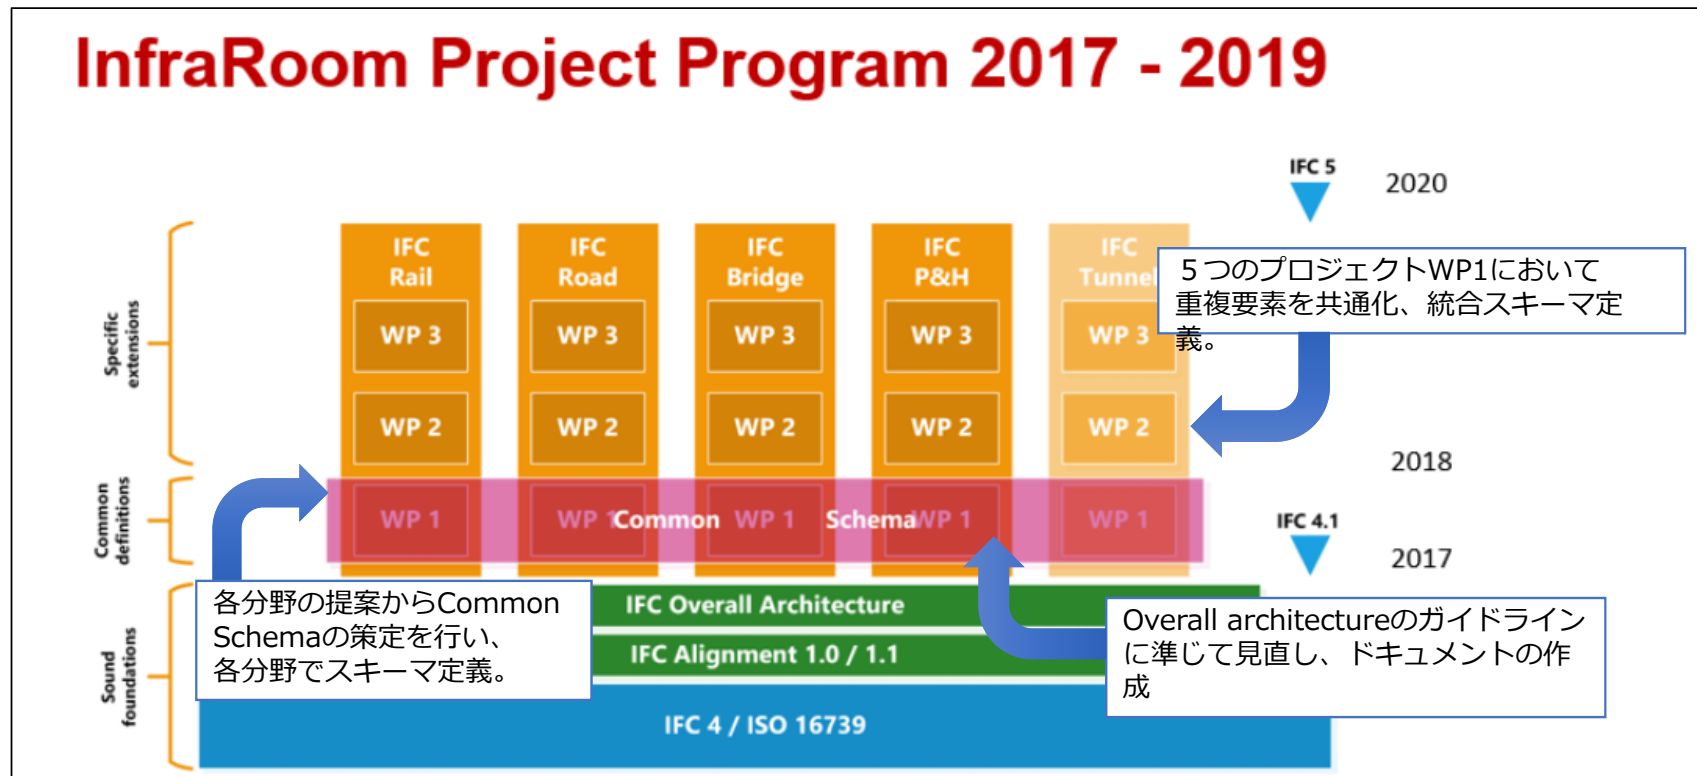 InfraRoom Project Program 2017 - 2019
IFC 5
2020
IFC
Rail
IFC
Road
IFC
Bridge
IFC
P&H
IFC
Tunnel
５つのプロジェクトWP1において
重複要素を共通化、統合スキーマ定
義。
Specific
extensions
WP 3
WP 3
WP 3
WP 3
WP 3
WP 2
WP 2
WP 2
WP 2
WP 2
2018
Common
definitions
WP 1
WP 1
Common
WP 1
Schema
WP 1
WP 1
IFC 4.1
2017
Sound
foundations
各分野の提案からCommon
Schemaの策定を行い、
各分野でスキーマ定義。
IFC Overall Architecture
IFC Alignment 1.0 / 1.1
Overall architectureのガイドライン
に準じて見直し、ドキュメントの作
成
IFC 4 / ISO 16739